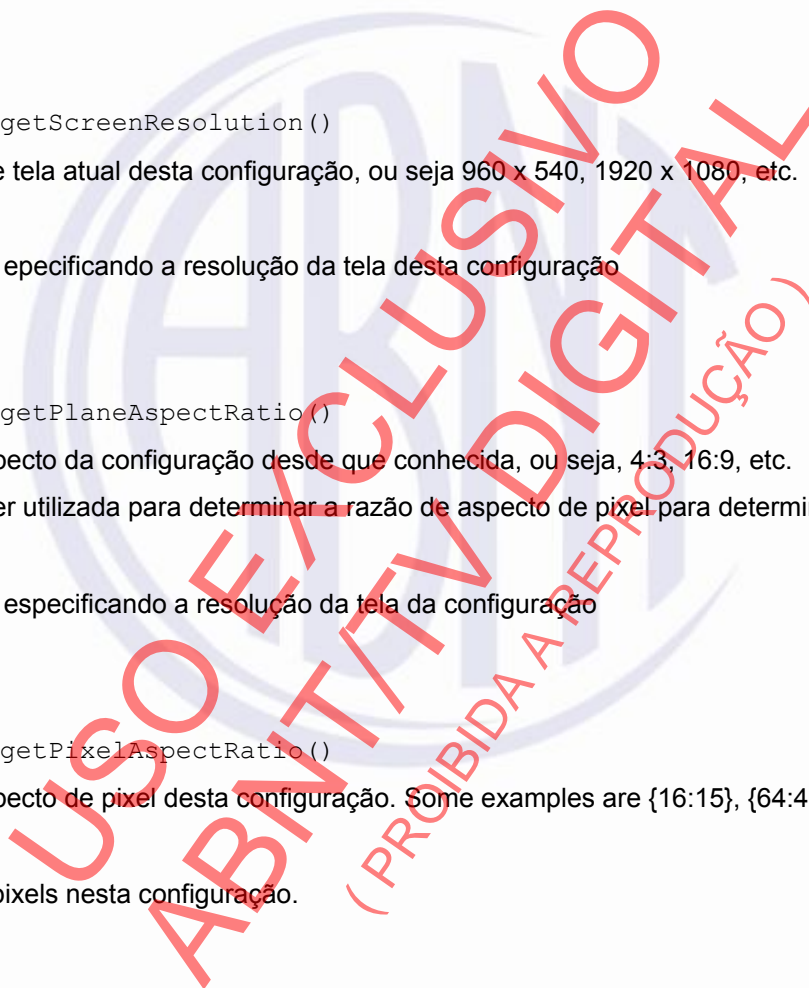 getScreenResolution()
e tela atual desta configuração, ou seja 960 x 540, 1920 x 1080, etc.
epecificando a resolução da tela desta configuração
getPlaneAspectRatio()
pecto da configuração desde que conhecida, ou seja, 4:3, 16:9, etc.
er utilizada para determinar a razão de aspecto de pixel para determin
especificando a resolução da tela da configuração
getPixelAspectRatio()
pecto de pixel desta configuração. Some examples are {16:15}, {64:4
pixels nesta configuração.
USO EXCLUSIVO
ABNT/TV DIGITAL
( PROIBIDA A REPRODUÇÃO )
ABNT